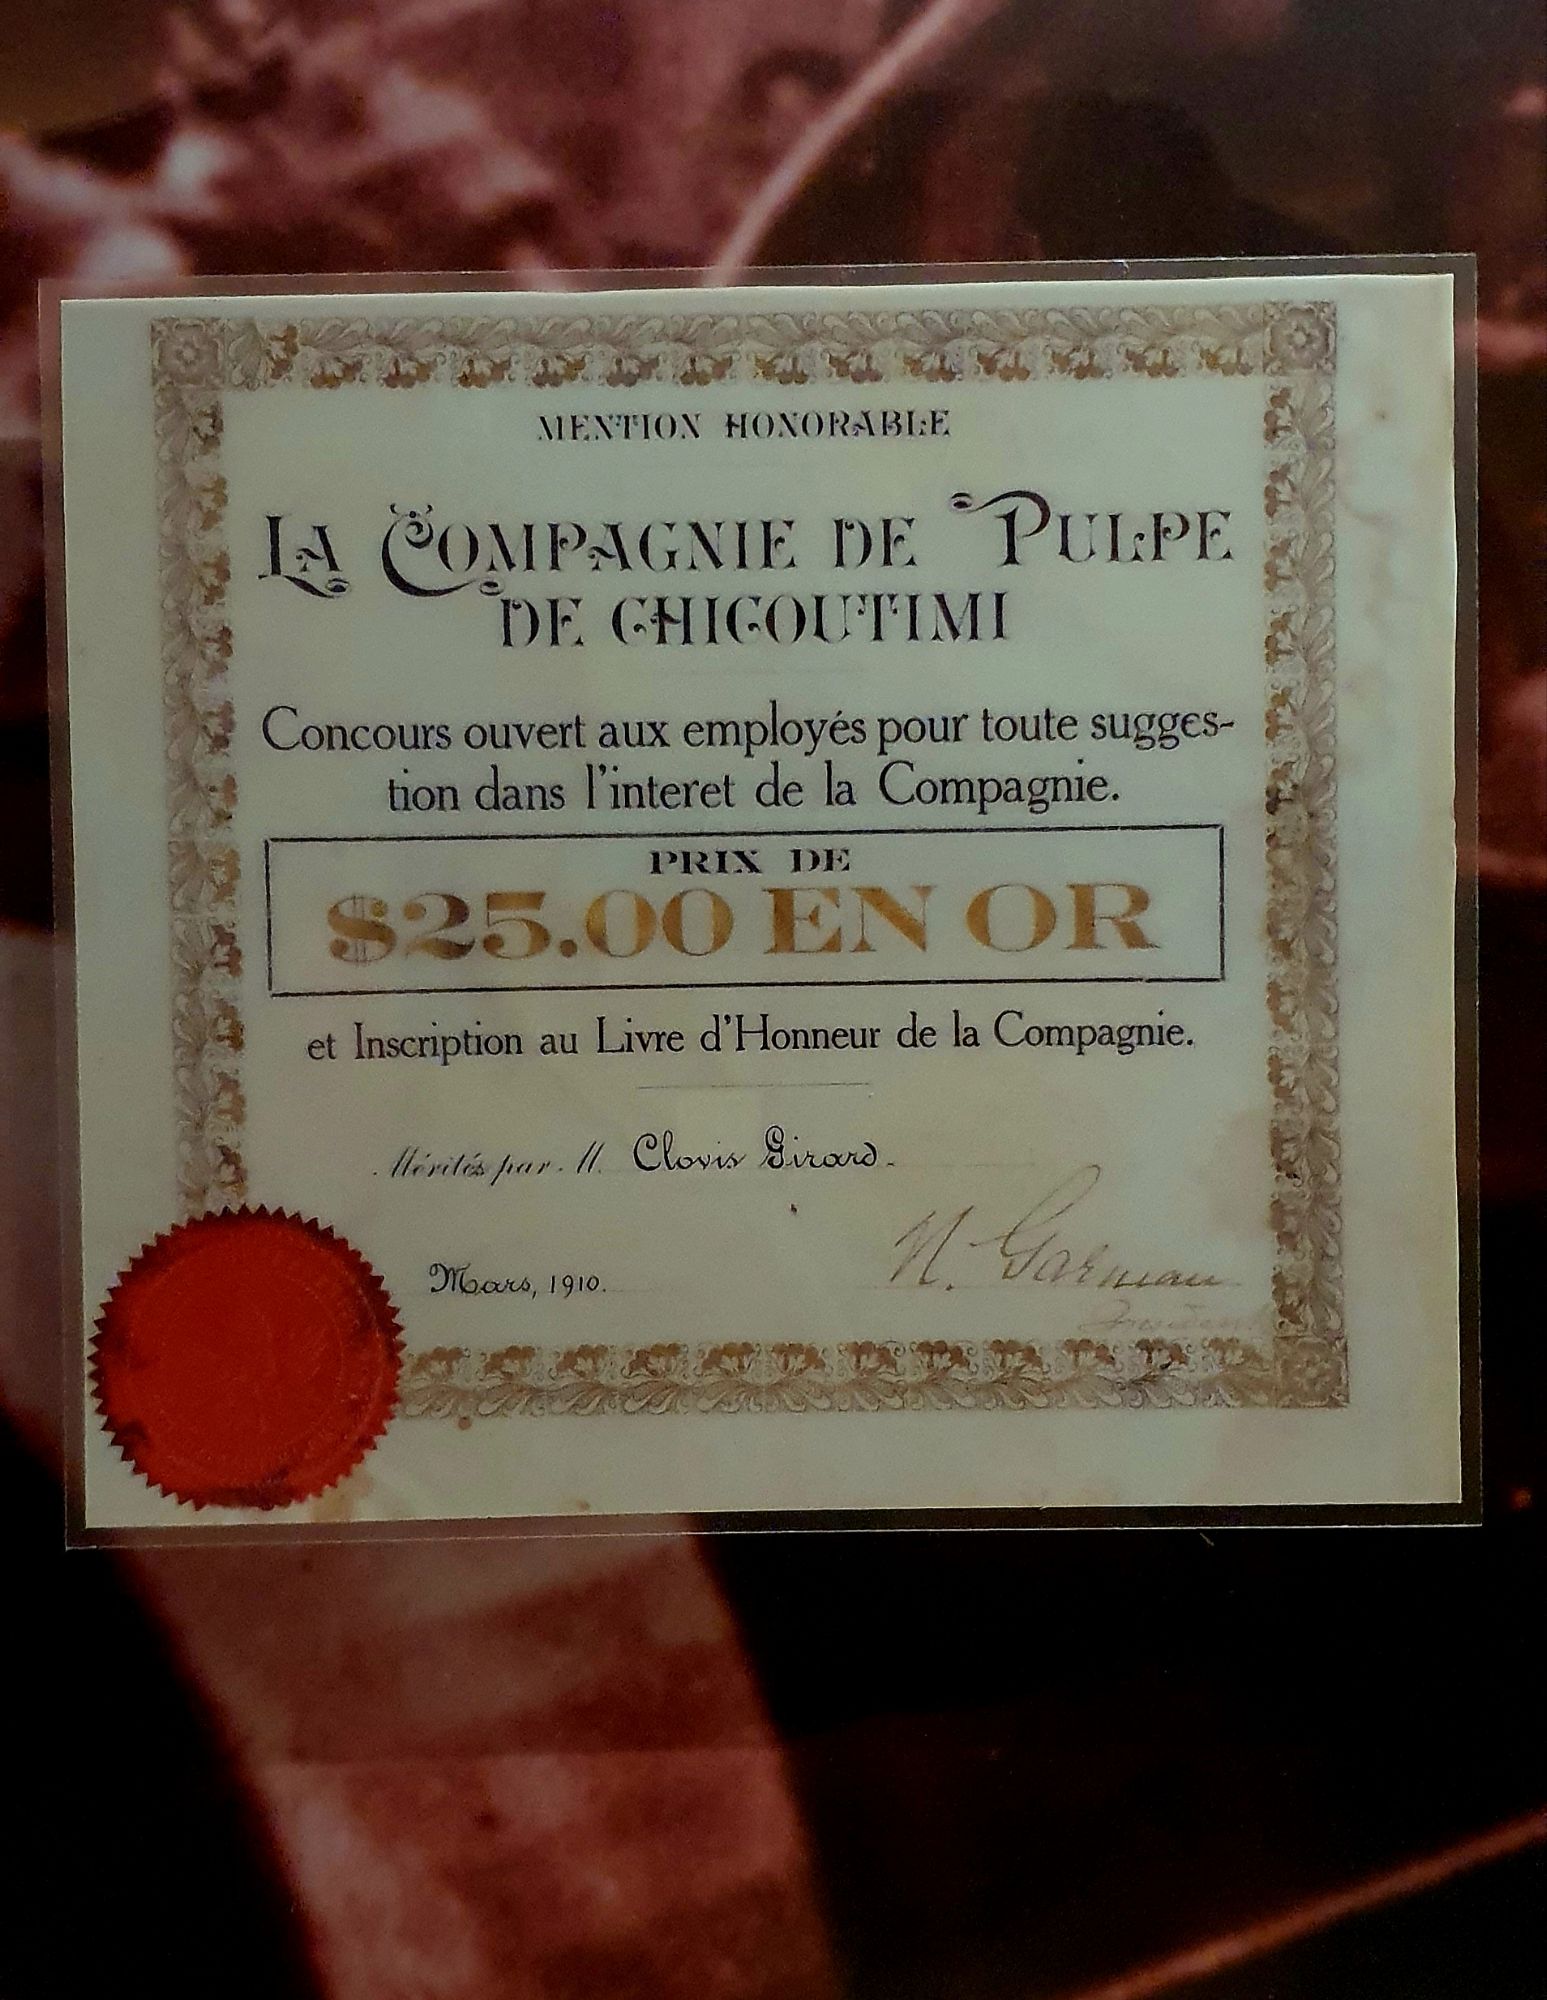 MENTION HONORABLE
LA COMPAGNIE DE PULPE
DE CHICOUTIMI
Concours ouvert aux employés pour toute sugges-
tion dans l'interet de la Compagnie.
PRIX DE
$25.00 EN OR
et Inscription au Livre d'Honneur de la Compagnie.
Mérités par M. Clovis Girard.
Mars, 1910.
N. Garneau